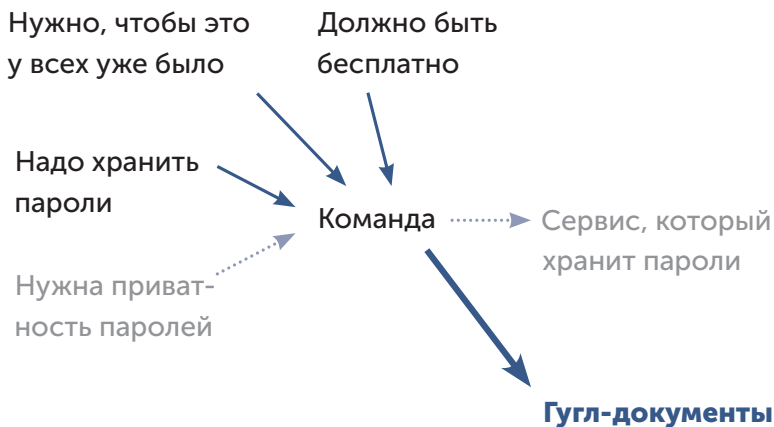 Нужно, чтобы это
у всех уже было
Должно быть
бесплатно
Надо хранить
пароли
Команда
Сервис, который
хранит пароли
Нужна приват-
ность паролей
Гугл-документы